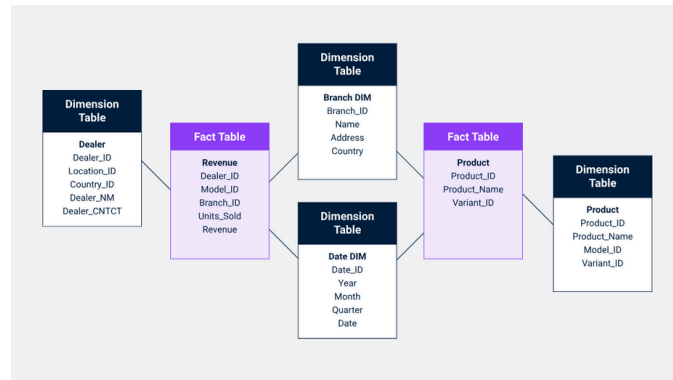 Dimension
Table
Dealer
Dealer_ID
Location_ID
Country_ID
Dealer_NM
Dealer_CNTCT
Fact Table
Revenue
Dealer_ID
Model_ID
Branch_ID
Units_Sold
Revenue
Dimension
Table
Branch DIM
Branch_ID
Name
Address
Country
Dimension
Table
Date DIM
Date_ID
Year
Month
Quarter
Date
Fact Table
Product
Product_ID
Product_Name
Variant_ID
Dimension
Table
Product
Product_ID
Product_Name
Model_ID
Variant_ID